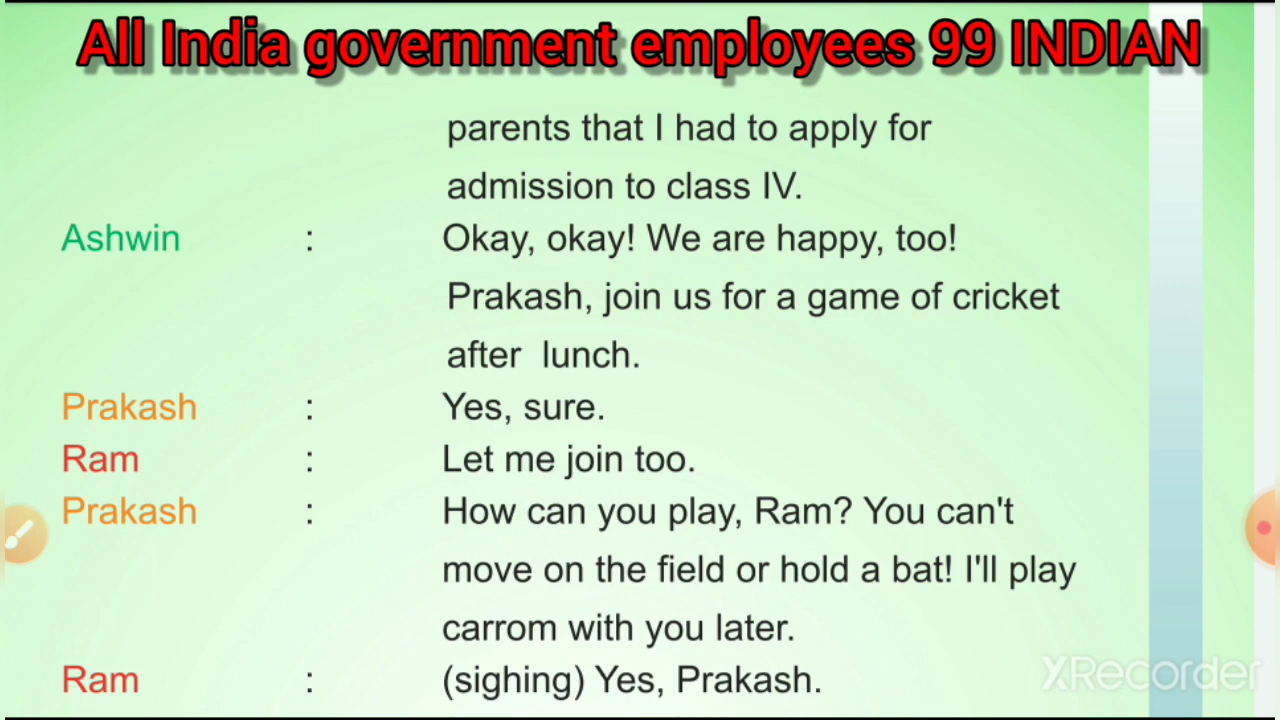 All India government employees 99 INDIAN
parents that I had to apply for
admission to class IV.
Ashwin : Okay, okay! We are happy, too!
Prakash, join us for a game of cricket
after lunch.
Prakash : Yes, sure.
Ram : Let me join too.
Prakash : How can you play, Ram? You can't
move on the field or hold a bat! I'll play
carrom with you later.
Ram : (sighing) Yes, Prakash.
XRecorder